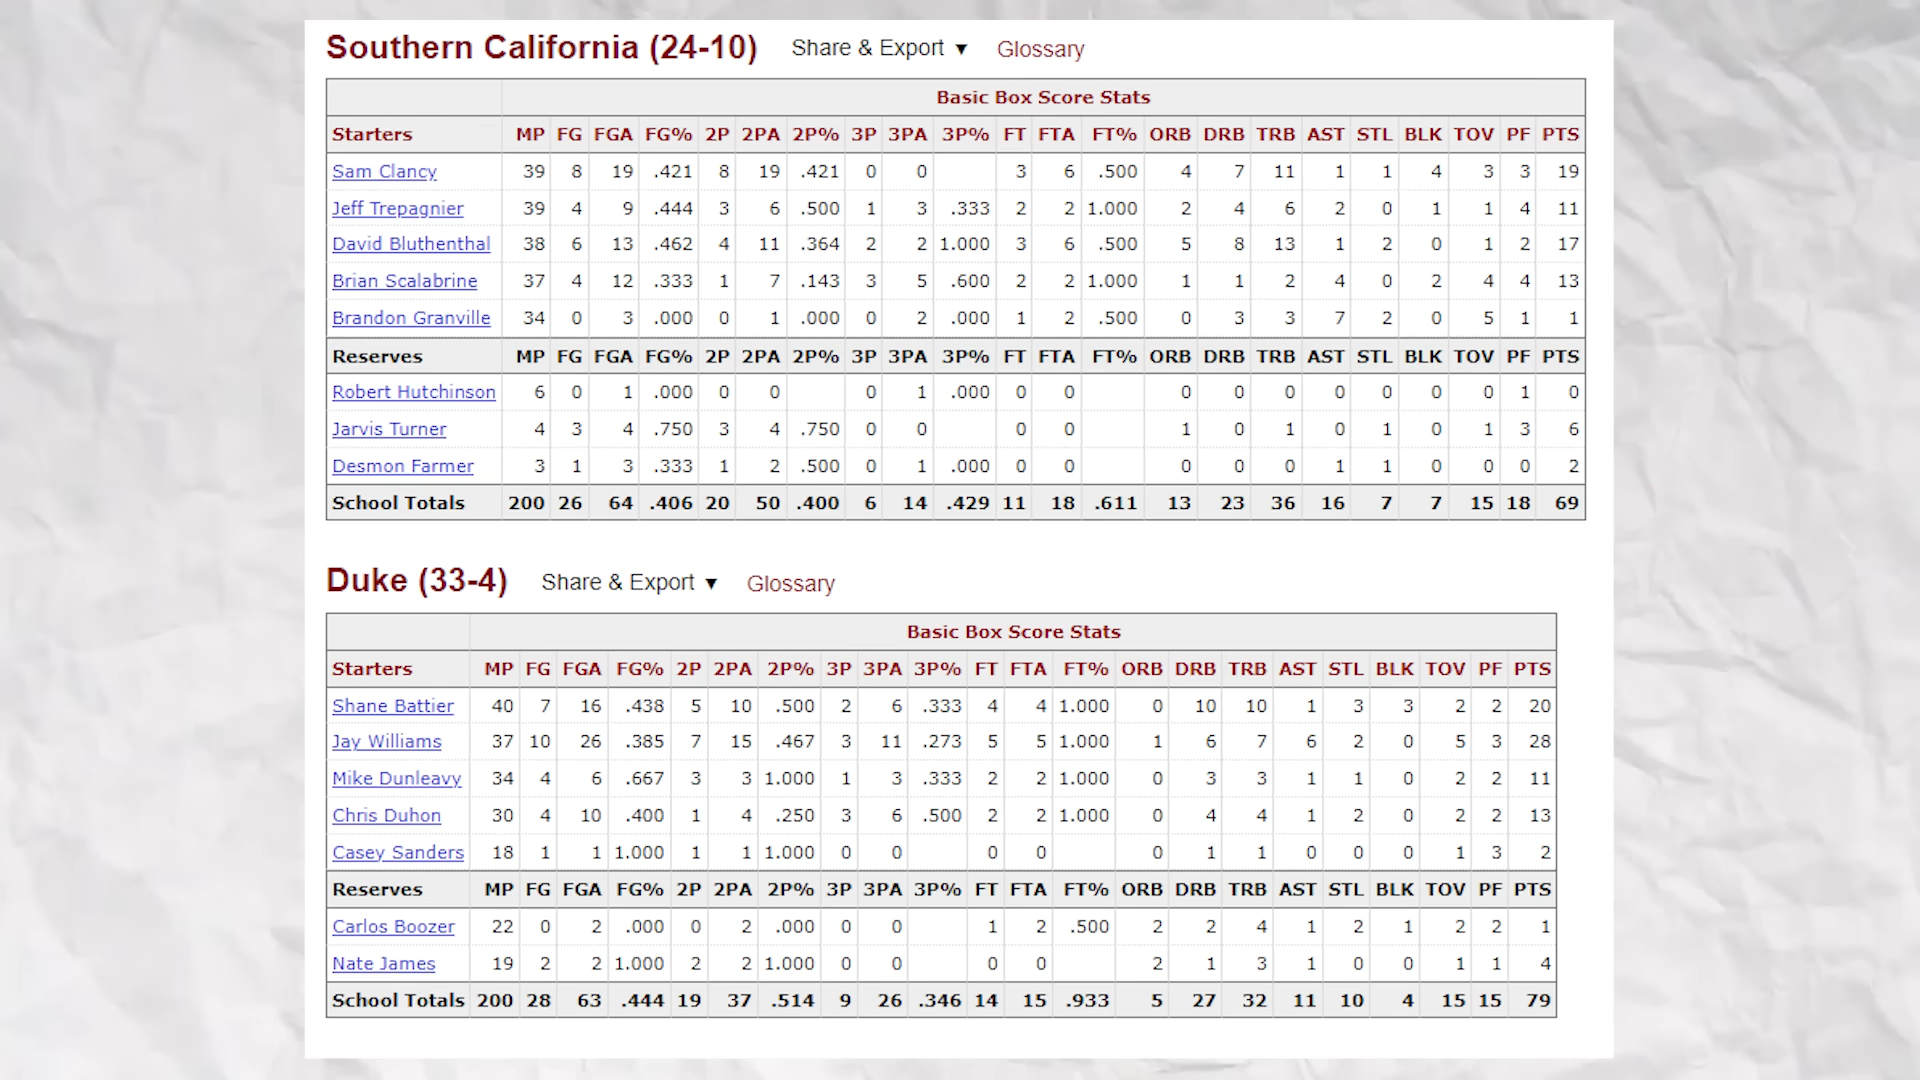 Southern California (24-10) Share & Export ▼ Glossary
Basic Box Score Stats
Starters MP FG FGA FG% 2P 2PA 2P% 3P 3PA 3P% FT FTA FT% ORB DRB TRB AST STL BLK TOV PF PTS
Sam Clancy 39 8 19 .421 8 19 .421 0 0 3 6 .500 4 7 11 1 1 4 3 3 19
Jeff Trepagnier 39 4 9 .444 3 6 .500 1 3 .333 2 2 1.000 2 4 6 2 0 1 1 4 11
David Bluthenthal 38 6 13 .462 4 11 .364 2 2 1.000 3 6 .500 5 8 13 1 2 0 1 2 17
Brian Scalabrine 37 4 12 .333 1 7 .143 3 5 .600 2 2 1.000 1 1 2 4 0 2 4 4 13
Brandon Granville 34 0 3 .000 0 1 .000 0 2 .000 1 2 .500 0 3 3 7 2 0 5 1 1
Reserves MP FG FGA FG% 2P 2PA 2P% 3P 3PA 3P% FT FTA FT% ORB DRB TRB AST STL BLK TOV PF PTS
Robert Hutchinson 6 0 1 .000 0 0 0 1 .000 0 0 0 0 0 0 0 0 0 1 0
Jarvis Turner 4 3 4 .750 3 4 .750 0 0 0 0 1 0 1 0 1 0 1 3 6
Desmon Farmer 3 1 3 .333 1 2 .500 0 1 .000 0 0 0 0 0 1 1 0 0 0 2
School Totals 200 26 64 .406 20 50 .400 6 14 .429 11 18 .611 13 23 36 16 7 7 15 18 69
Duke (33-4) Share & Export ▼ Glossary
Basic Box Score Stats
Starters MP FG FGA FG% 2P 2PA 2P% 3P 3PA 3P% FT FTA FT% ORB DRB TRB AST STL BLK TOV PF PTS
Shane Battier 40 7 16 .438 5 10 .500 2 6 .333 4 4 1.000 0 10 10 1 3 3 2 2 20
Jay Williams 37 10 26 .385 7 15 .467 3 11 .273 5 5 1.000 1 6 7 6 2 0 5 3 28
Mike Dunleavy 34 4 6 .667 3 3 1.000 1 3 .333 2 2 1.000 0 3 3 1 1 0 2 2 11
Chris Duhon 30 4 10 .400 1 4 .250 3 6 .500 2 2 1.000 0 4 4 1 2 0 2 2 13
Casey Sanders 18 1 1 1.000 1 1 1.000 0 0 0 0 0 1 1 0 0 0 1 3 2
Reserves MP FG FGA FG% 2P 2PA 2P% 3P 3PA 3P% FT FTA FT% ORB DRB TRB AST STL BLK TOV PF PTS
Carlos Boozer 22 0 2 .000 0 2 .000 0 0 1 2 .500 2 2 4 1 2 1 2 2 1
Nate James 19 2 2 1.000 2 2 1.000 0 0 0 0 2 1 3 1 0 0 1 1 4
School Totals 200 28 63 .444 19 37 .514 9 26 .346 14 15 .933 5 27 32 11 10 4 15 15 79